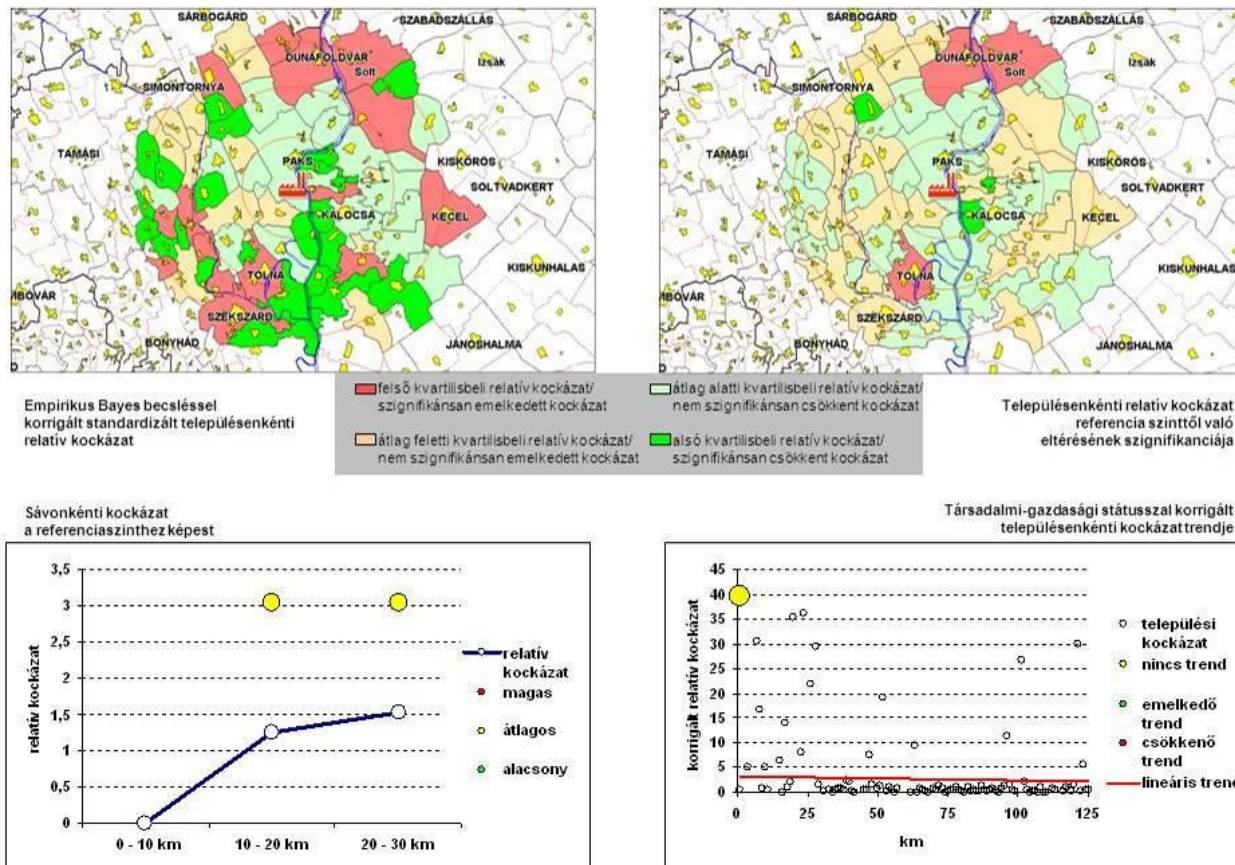 SÁRBOGÁRD
SZABADSZÁLLÁS
DUNAFÖLDVÁR
Solt
Izsák
SIMONTORNYA
TAMÁSI
PAKS
KISKŐRÖS
SOLTVADKERT
KALOCSA
KECEL
TOLNA
KISKUNHALAS
MBOVÁR
SZEKSZÁRD
BONYHÁD
JÁNOSHALMA
SÁRBOGÁRD
SZABADSZÁLLÁS
DUNAFÖLDVÁR
Solt
Izsák
SIMONTORNYA
TAMÁSI
PAKS
KISKŐRÖS
SOLTVADKERT
KALOCSA
KECEL
TOLNA
KISKUNHALAS
MBOVÁR
SZEKSZÁRD
BONYHÁD
JÁNOSHALMA
Empirikus Bayes becsléssel
korrigált standardizált településenkénti
relatív kockázat
felső kvartilisbeli relatív kockázat/
szignifikánsan emelkedett kockázat
átlag feletti kvartilisbeli relatív kockázat/
nem szignifikánsan emelkedett kockázat
átlag alatti kvartilisbeli relatív kockázat/
nem szignifikánsan csökkent kockázat
alsó kvartilisbeli relatív kockázat/
szignifikánsan csökkent kockázat
Településenkénti relatív kockázat
referencia szinttől való
eltérésének szignifikanciája
Sávonkénti kockázat
a referenciaszinthez képest
relatív kockázat
3,5
3
2,5
2
1,5
1
0,5
0
0 - 10 km
10 - 20 km
20 - 30 km
relatív
kockázat
magas
átlagos
alacsony
Társadalmi-gazdasági státusszal korrigált
településenkénti kockázat trendje
korrigált relatív kockázat
45
40
35
30
25
20
15
10
5
0
0
25
50
75
100
125
km
települési
kockázat
nincs trend
emelkedő
trend
csökkenő
trend
lineáris trend